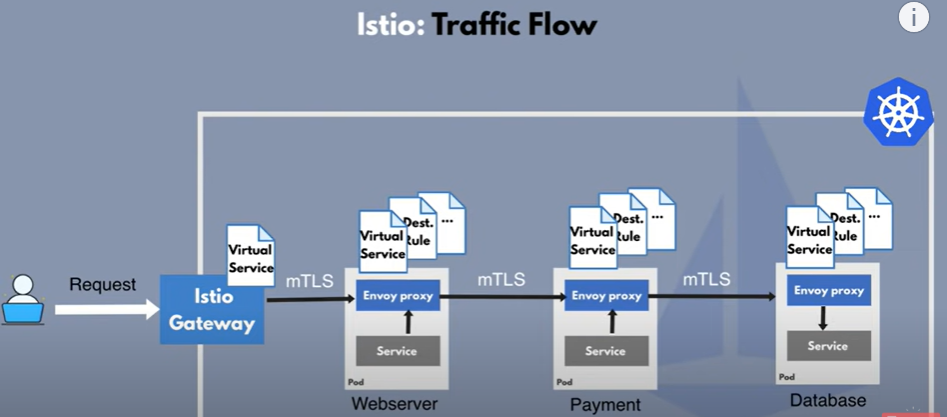 Istio: Traffic Flow
i
Request
Istio
Gateway
Virtual
Service
mTLS
Virtual
Service
Dest.
Rule
...
Envoy proxy
Service
Pod
Webserver
mTLS
Virtual
Service
Dest.
Rule
...
Envoy proxy
Service
Pod
Payment
mTLS
Virtual
Service
Dest.
Rule
...
Envoy proxy
Service
Pod
Database